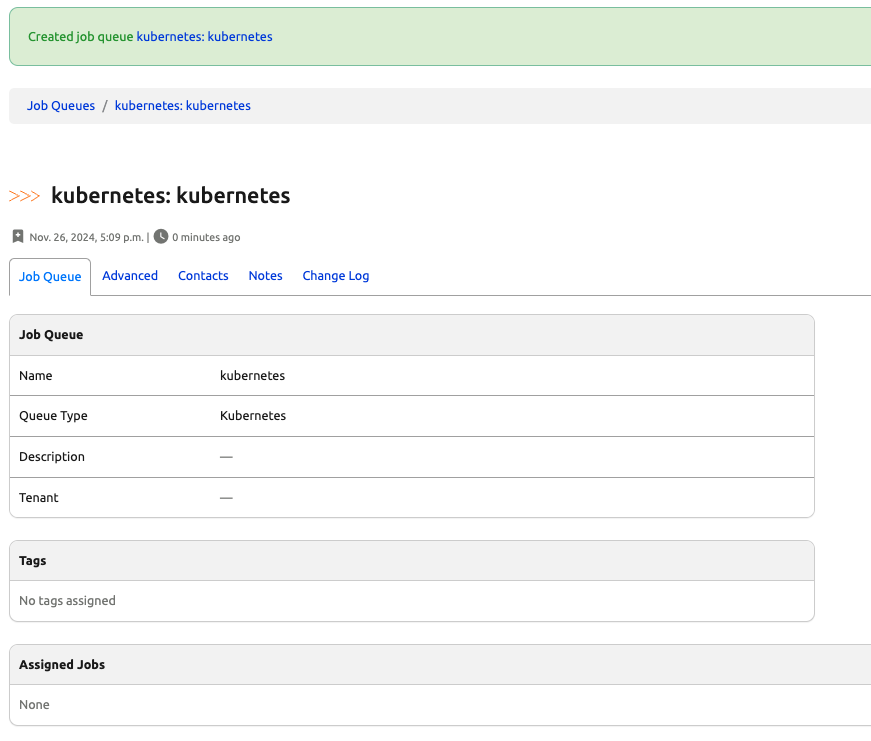 Created job queue kubernetes: kubernetes
Job Queues / kubernetes: kubernetes
>>> kubernetes: kubernetes
Nov. 26, 2024, 5:09 p.m. | 0 minutes ago
Job Queue Advanced Contacts Notes Change Log
Job Queue
Name kubernetes
Queue Type Kubernetes
Description —
Tenant —
Tags
No tags assigned
Assigned Jobs
None